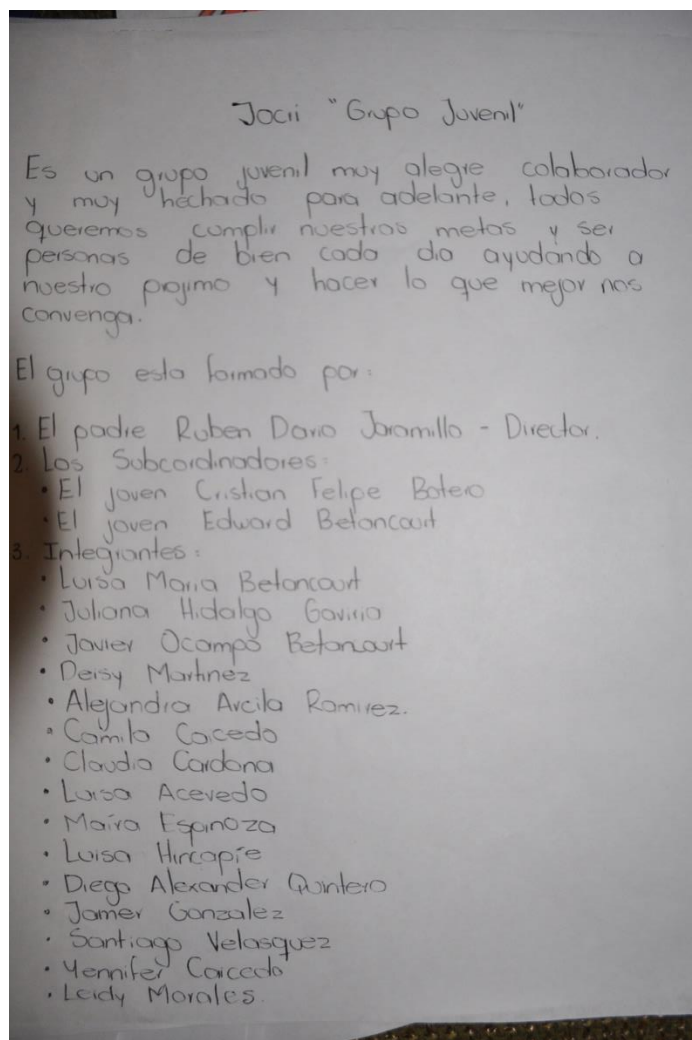 Jocii "Grupo Juvenil"
Es un grupo juvenil muy alegre colaborador
y muy hechado para adelante, todos
queremos cumplir nuestras metas y ser
personas de bien cada dia ayudando a
nuestro projimo y hacer lo que mejor nos
convenga.
El grupo esta formado por:
1. El padre Ruben Dario Jaramillo - Director.
2. Los Subcordinadores:
• El joven Cristian Felipe Botero
• El joven Edward Betancourt
3. Integrantes:
• Luisa Maria Betancourt
• Juliana Hidalgo Gaviria
• Javier Ocampo Betancourt
• Deisy Martinez
• Alejandra Arcila Ramirez.
• Camilo Caicedo
• Claudia Cardona
• Luisa Acevedo
• Maira Espinoza
• Luisa Hincapíe
• Diego Alexander Quintero
• Jamer Gonzalez
• Santiago Velasquez
• Yennifer Caicedo
• Leidy Morales.